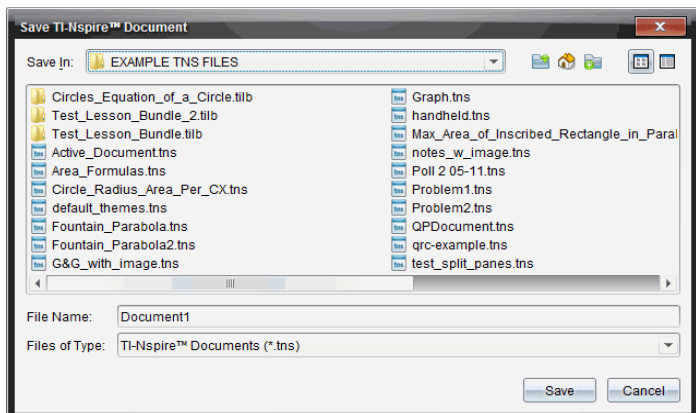 Save TI-Nspire™ Document
Save In: EXAMPLE TNS FILES
Circles_Equation_of_a_Circle.tilb
Test_Lesson_Bundle_2.tilb
Test_Lesson_Bundle.tilb
Active_Document.tns
Area_Formulas.tns
Circle_Radius_Area_Per_CX.tns
default_themes.tns
Fountain_Parabola.tns
Fountain_Parabola2.tns
G&G_with_image.tns
Graph.tns
handheld.tns
Max_Area_of_Inscribed_Rectangle_in_Paral
notes_w_image.tns
Poll 2 05-11.tns
Problem1.tns
Problem2.tns
QPDocument.tns
qrc-example.tns
test_split_panes.tns
File Name: Document1
Files of Type: TI-Nspire™ Documents (*.tns)
Save Cancel